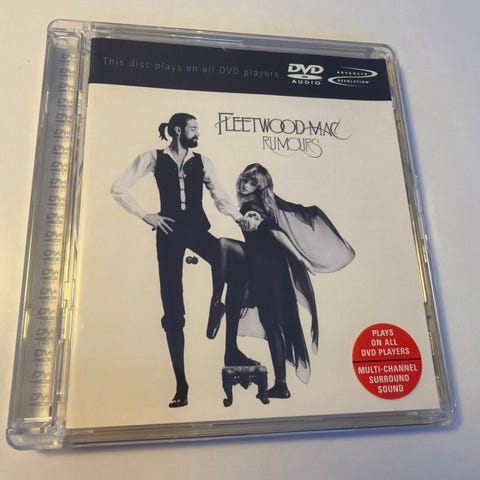 This disc plays on all DVD players
DVD
AUDIO
ADVANCED
RESOLUTION
FLEETWOOD MAC
RUMOURS
PLAYS
ON ALL
DVD PLAYERS
MULTI-CHANNEL
SURROUND
SOUND